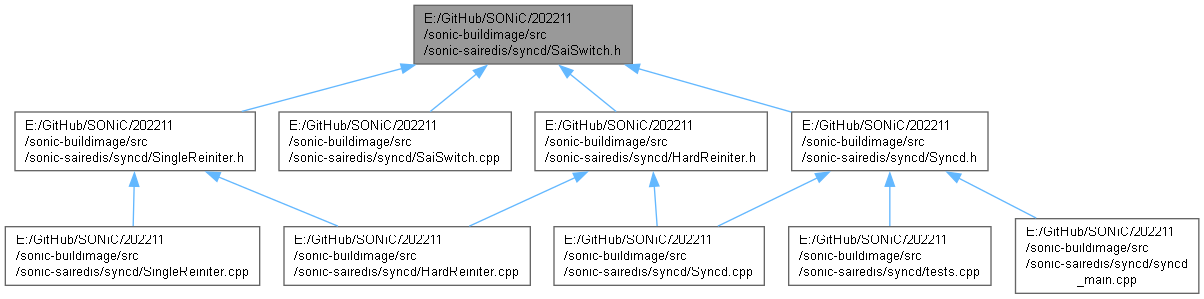 E:/GitHub/SONiC/202211
/sonic-buildimage/src
/sonic-sairedis/syncd/SaiSwitch.h
E:/GitHub/SONiC/202211
/sonic-buildimage/src
/sonic-sairedis/syncd/SingleReiniter.h
E:/GitHub/SONiC/202211
/sonic-buildimage/src
/sonic-sairedis/syncd/SaiSwitch.cpp
E:/GitHub/SONiC/202211
/sonic-buildimage/src
/sonic-sairedis/syncd/HardReiniter.h
E:/GitHub/SONiC/202211
/sonic-buildimage/src
/sonic-sairedis/syncd/Syncd.h
E:/GitHub/SONiC/202211
/sonic-buildimage/src
/sonic-sairedis/syncd/SingleReiniter.cpp
E:/GitHub/SONiC/202211
/sonic-buildimage/src
/sonic-sairedis/syncd/HardReiniter.cpp
E:/GitHub/SONiC/202211
/sonic-buildimage/src
/sonic-sairedis/syncd/Syncd.cpp
E:/GitHub/SONiC/202211
/sonic-buildimage/src
/sonic-sairedis/syncd/tests.cpp
E:/GitHub/SONiC/202211
/sonic-buildimage/src
/sonic-sairedis/syncd/syncd
_main.cpp